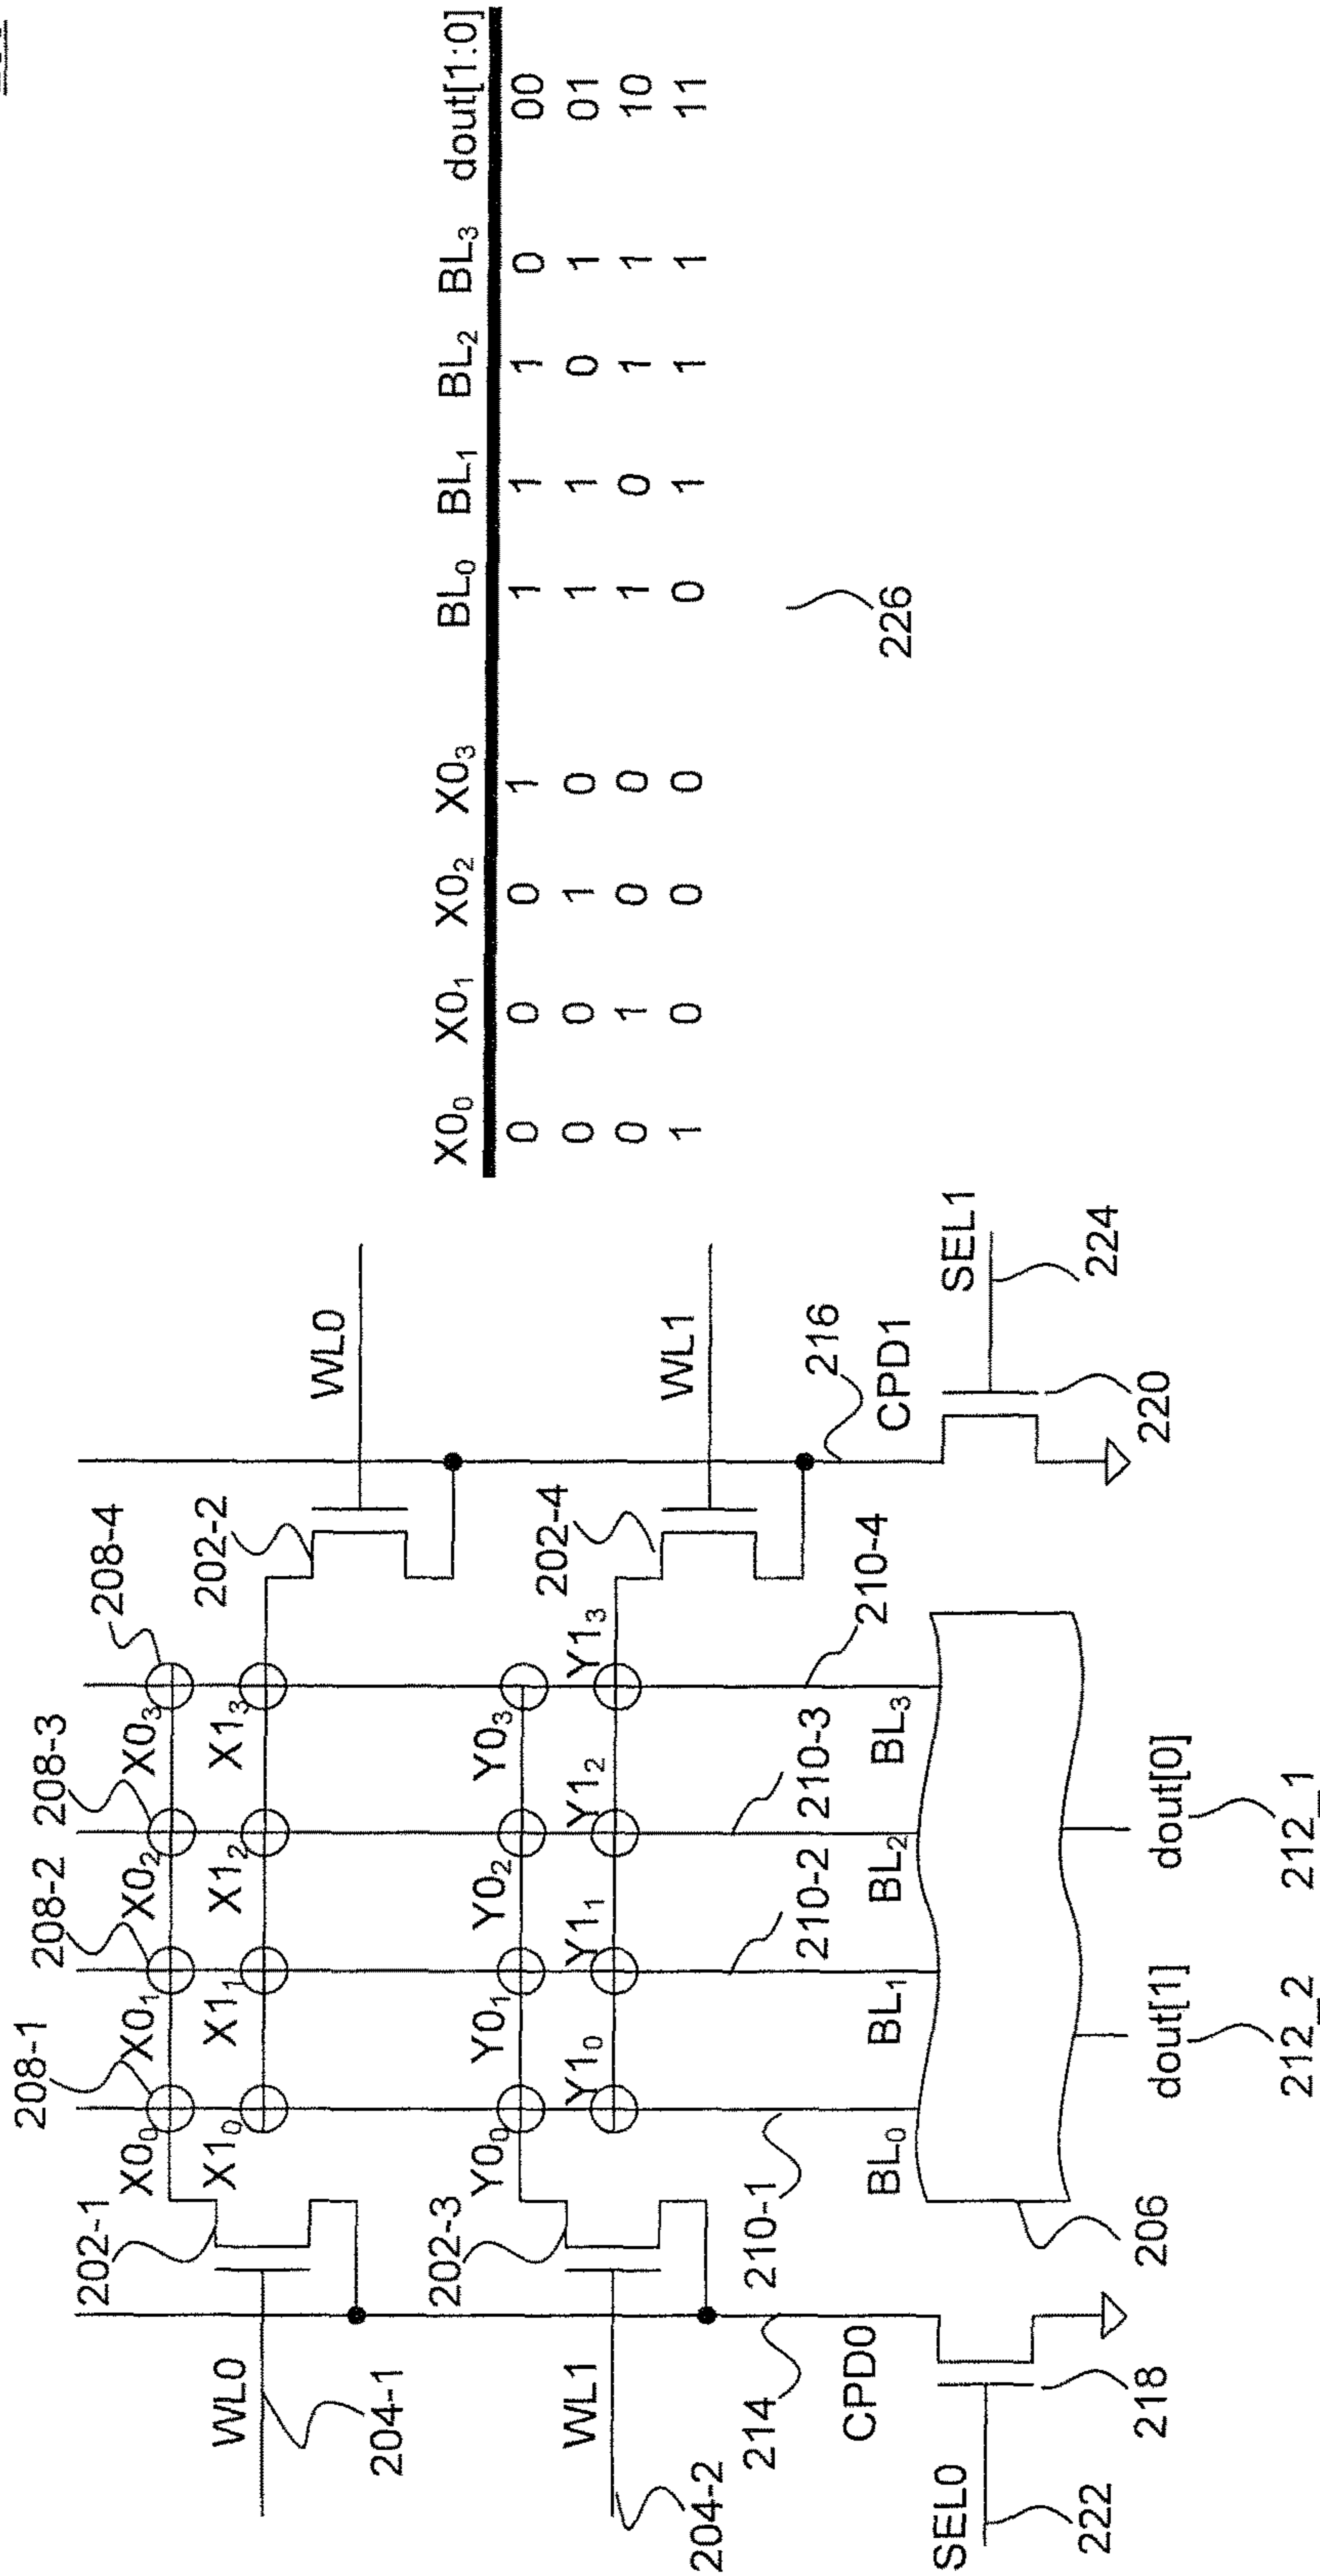 208-1 208-2 208-3 208-4
X0₀ X0₁ X0₂ X0₃
202-1
X1₀ X1₁ X1₂ X1₃
202-2
WL0
WL0
204-1
Y0₀ Y0₁ Y0₂ Y0₃
202-3
Y1₀ Y1₁ Y1₂ Y1₃
202-4
WL1
WL1
204-2
214
CPD0
210-1
210-2
210-3
210-4
216
CPD1
BL₀ BL₁ BL₂ BL₃
SEL0
222
218
206
dout[1]
212_2
dout[0]
212_1
220
SEL1
224
X0₀ X0₁ X0₂ X0₃ BL₀ BL₁ BL₂ BL₃ dout[1:0]
0 0 0 1 1 1 1 0 00
0 0 1 0 1 1 0 1 01
0 1 0 0 1 0 1 1 10
1 0 0 0 0 1 1 1 11
226